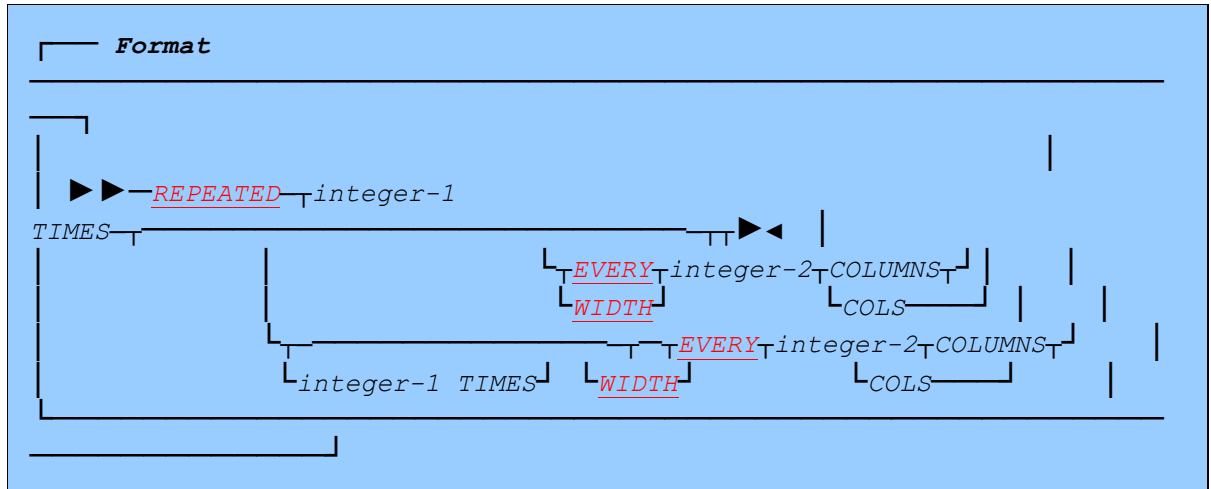 Format
REPEATED integer-1
TIMES
EVERY integer-2 COLUMNS
WIDTH COLS
EVERY integer-2 COLUMNS
integer-1 TIMES WIDTH COLS